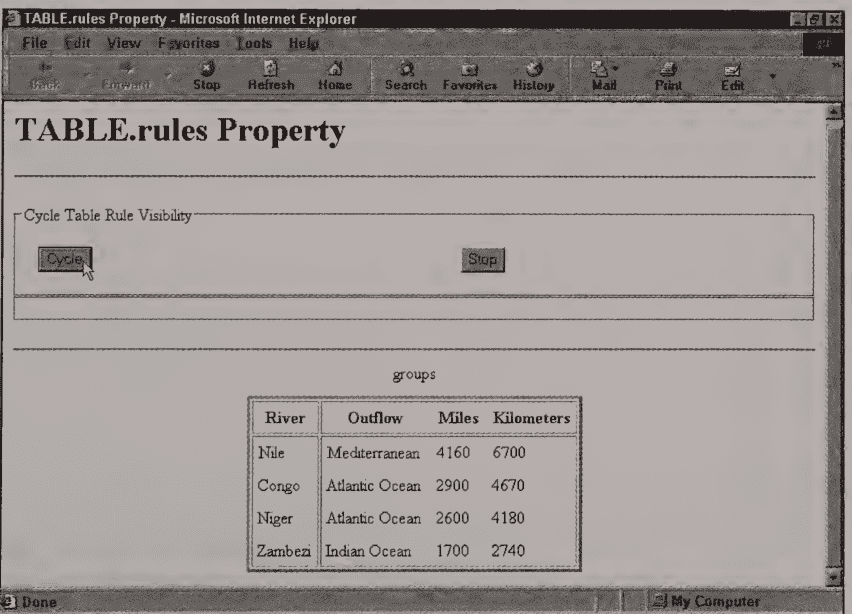 TABLE.rules Property - Microsoft Internet Explorer
File Edit View Favorites Tools Help
Back Forward Stop Refresh Home Search Favorites History Mail Print Edit
TABLE.rules Property
Cycle Table Rule Visibility
Cycle Stop
groups
River Outflow Miles Kilometers
Nile Mediterranean 4160 6700
Congo Atlantic Ocean 2900 4670
Niger Atlantic Ocean 2600 4180
Zambezi Indian Ocean 1700 2740
Done My Computer